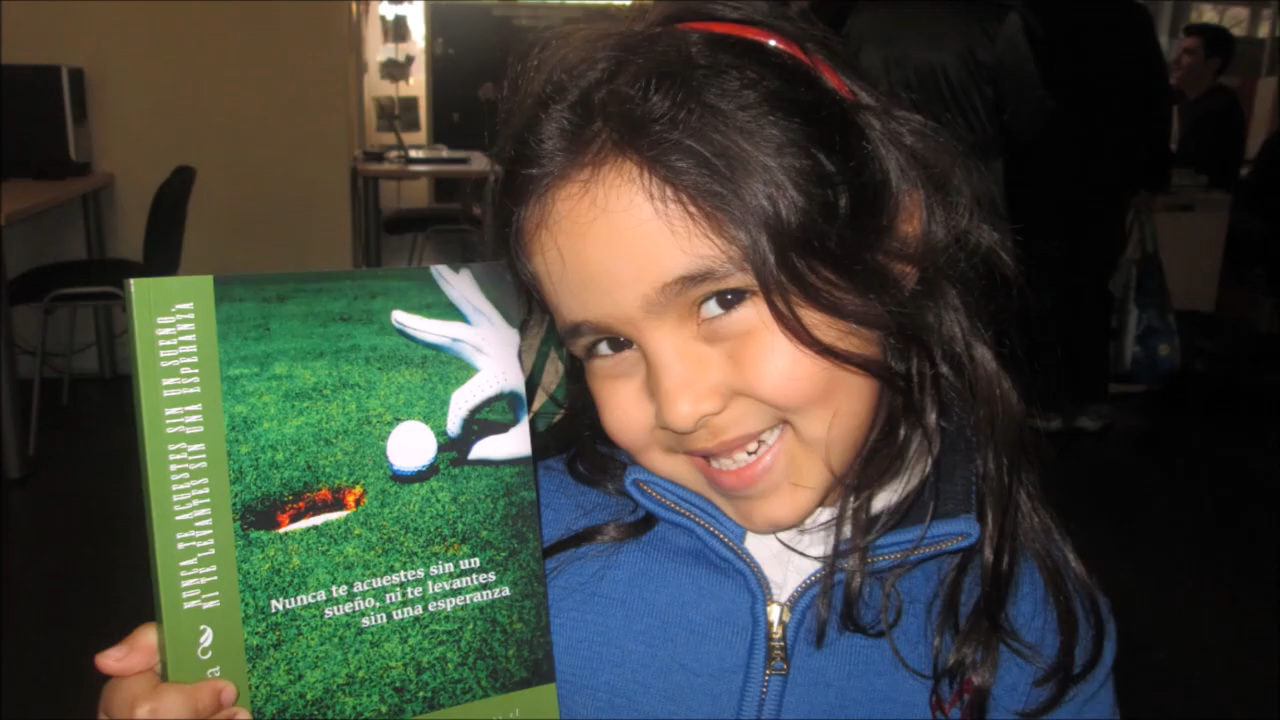 NUNCA TE ACUESTES SIN UN SUEÑO,
NI TE LEVANTES SIN UNA ESPERANZA
Nunca te acuestes sin un
sueño, ni te levantes
sin una esperanza